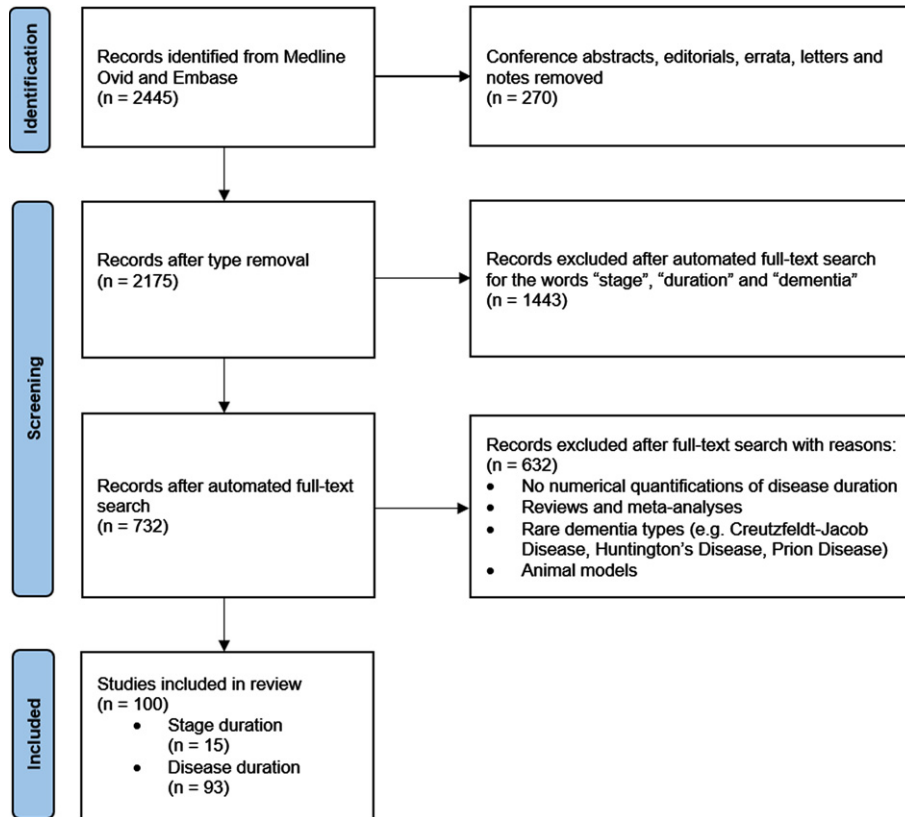 Identification
Records identified from Medline
Ovid and Embase
(n = 2445)
Conference abstracts, editorials, errata, letters and
notes removed
(n = 270)
Screening
Records after type removal
(n = 2175)
Records excluded after automated full-text search
for the words “stage”, “duration” and “dementia”
(n = 1443)
Records after automated full-text
search
(n = 732)
Records excluded after full-text search with reasons:
(n = 632)
• No numerical quantifications of disease duration
• Reviews and meta-analyses
• Rare dementia types (e.g. Creutzfeldt-Jacob
Disease, Huntington’s Disease, Prion Disease)
• Animal models
Included
Studies included in review
(n = 100)
• Stage duration
(n = 15)
• Disease duration
(n = 93)